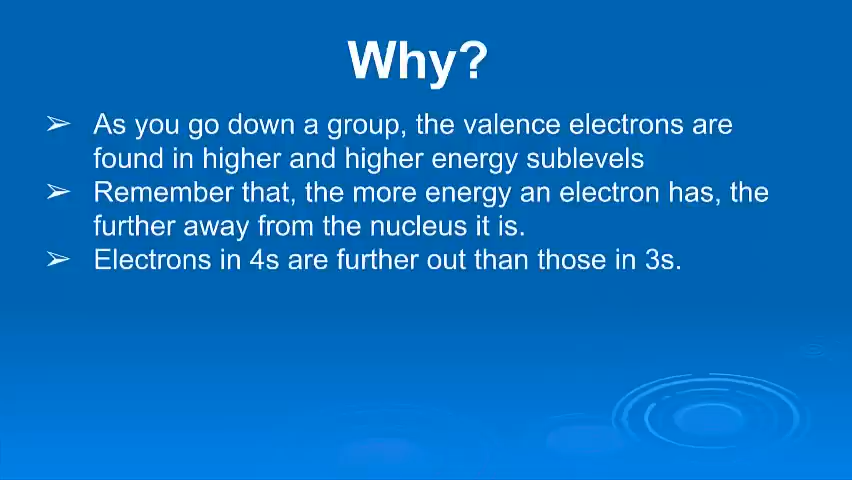 Why?
➢ As you go down a group, the valence electrons are
found in higher and higher energy sublevels
➢ Remember that, the more energy an electron has, the
further away from the nucleus it is.
➢ Electrons in 4s are further out than those in 3s.